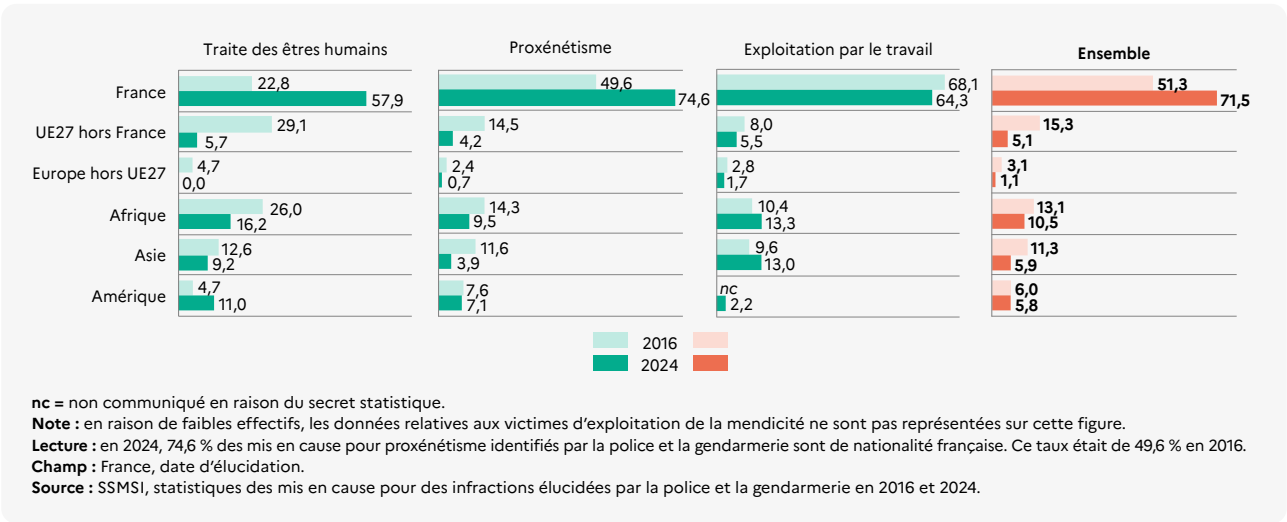 Traite des êtres humains Proxénétisme Exploitation par le travail Ensemble
France 22,8 49,6 68,1 51,3
57,9 74,6 64,3 71,5
UE27 hors France 29,1 14,5 8,0 15,3
5,7 4,2 5,5 5,1
Europe hors UE27 4,7 2,4 2,8 3,1
0,0 0,7 1,7 1,1
Afrique 26,0 14,3 10,4 13,1
16,2 9,5 13,3 10,5
Asie 12,6 11,6 9,6 11,3
9,2 3,9 13,0 5,9
Amérique 4,7 7,6 nc 6,0
11,0 7,1 2,2 5,8
2016
2024
nc = non communiqué en raison du secret statistique.
Note : en raison de faibles effectifs, les données relatives aux victimes d'exploitation de la mendicité ne sont pas représentées sur cette figure.
Lecture : en 2024, 74,6 % des mis en cause pour proxénétisme identifiés par la police et la gendarmerie sont de nationalité française. Ce taux était de 49,6 % en 2016.
Champ : France, date d'élucidation.
Source : SSMSI, statistiques des mis en cause pour des infractions élucidées par la police et la gendarmerie en 2016 et 2024.